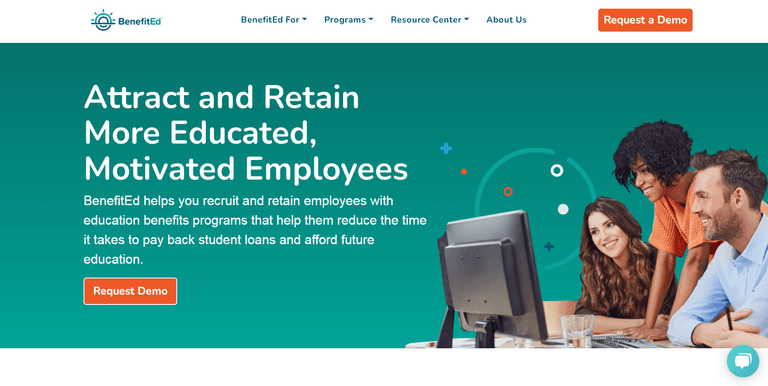 BenefitEd
BenefitEd For
Programs
Resource Center
About Us
Request a Demo
Attract and Retain
More Educated,
Motivated Employees
BenefitEd helps you recruit and retain employees with
education benefits programs that help them reduce the time
it takes to pay back student loans and afford future
education.
Request Demo